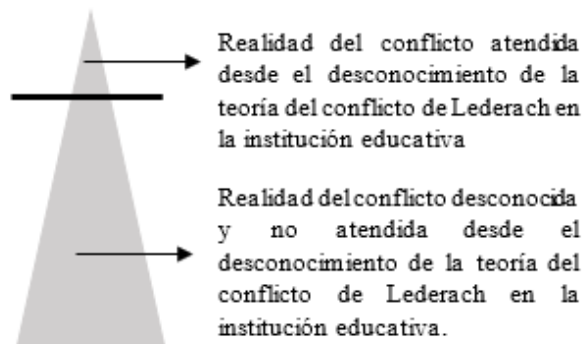 Realidad del conflicto atendida
desde el desconocimiento de la
teoría del conflicto de Lederach en
la institución educativa
Realidad del conflicto desconocida
y no atendida desde el
desconocimiento de la teoría del
conflicto de Lederach en la
institución educativa.